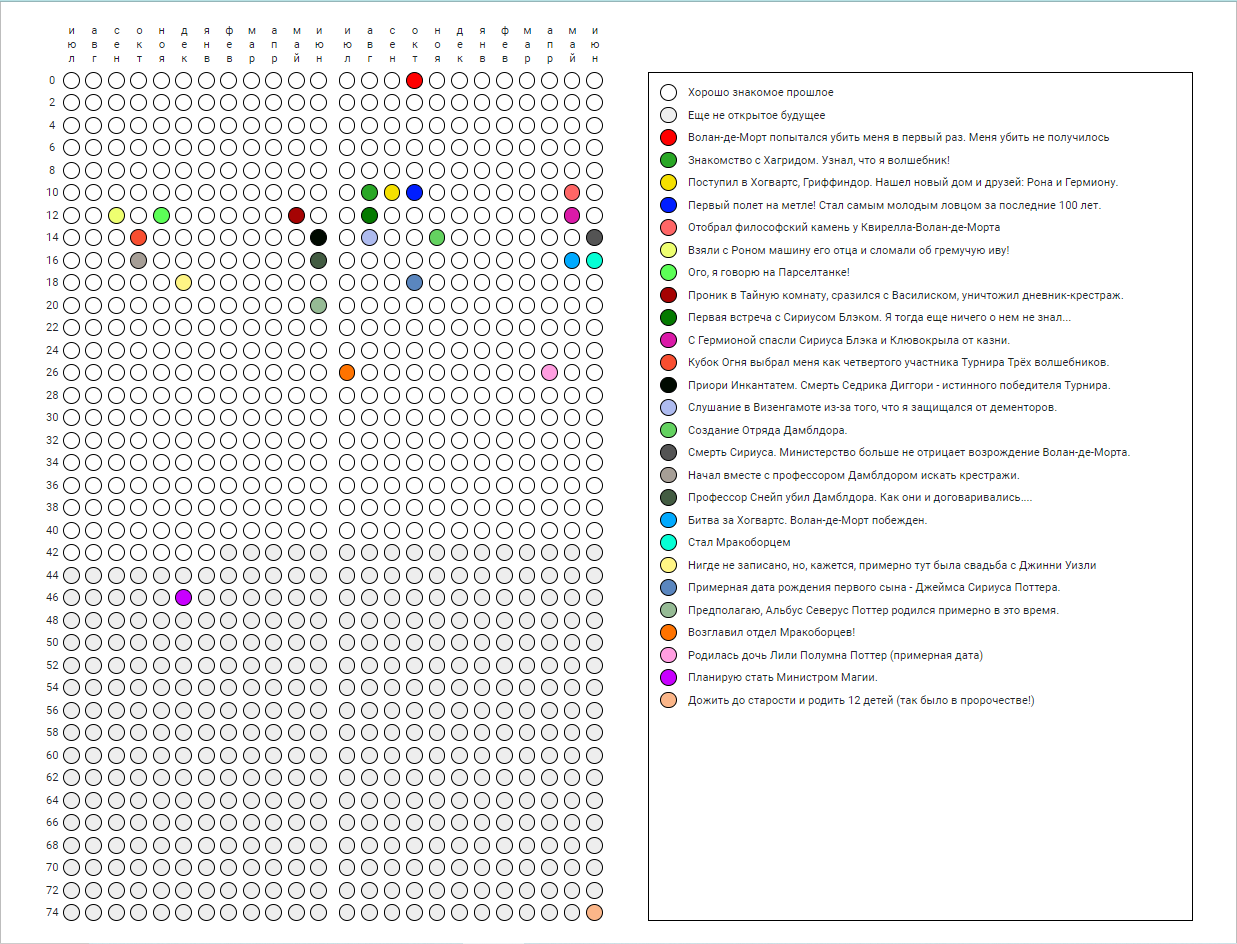 июл авг сен окт ноя дек янв фев мар апр май июн июл авг сен окт ноя дек янв фев мар апр май июн
0
2
4
6
8
10
12
14
16
18
20
22
24
26
28
30
32
34
36
38
40
42
44
46
48
50
52
54
56
58
60
62
64
66
68
70
72
74
Хорошо знакомое прошлое
Еще не открытое будущее
Волан-де-Морт попытался убить меня в первый раз. Меня убить не получилось
Знакомство с Хагридом. Узнал, что я волшебник!
Поступил в Хогвартс, Гриффиндор. Нашел новый дом и друзей: Рона и Гермиону.
Первый полет на метле! Стал самым молодым ловцом за последние 100 лет.
Отобрал философский камень у Квирелла-Волан-де-Морта
Взяли с Роном машину его отца и сломали об гремучую иву!
Ого, я говорю на Парселтанке!
Проник в Тайную комнату, сразился с Василиском, уничтожил дневник-крестраж.
Первая встреча с Сириусом Блэком. Я тогда еще ничего о нем не знал...
С Гермионой спасли Сириуса Блэка и Клювокрыла от казни.
Кубок Огня выбрал меня как четвертого участника Турнира Трёх волшебников.
Приори Инкантатем. Смерть Седрика Диггори - истинного победителя Турнира.
Слушание в Визенгамоте из-за того, что я защищался от дементоров.
Создание Отряда Дамблдора.
Смерть Сириуса. Министерство больше не отрицает возрождение Волан-де-Морта.
Начал вместе с профессором Дамблдором искать крестражи.
Профессор Снейп убил Дамблдора. Как они и договаривались....
Битва за Хогвартс. Волан-де-Морт побежден.
Стал Мракоборцем
Нигде не записано, но, кажется, примерно тут была свадьба с Джинни Уизли
Примерная дата рождения первого сына - Джеймса Сириуса Поттера.
Предполагаю, Альбус Северус Поттер родился примерно в это время.
Возглавил отдел Мракоборцев!
Родилась дочь Лили Полумна Поттер (примерная дата)
Планирую стать Министром Магии.
Дожить до старости и родить 12 детей (так было в пророчестве!)